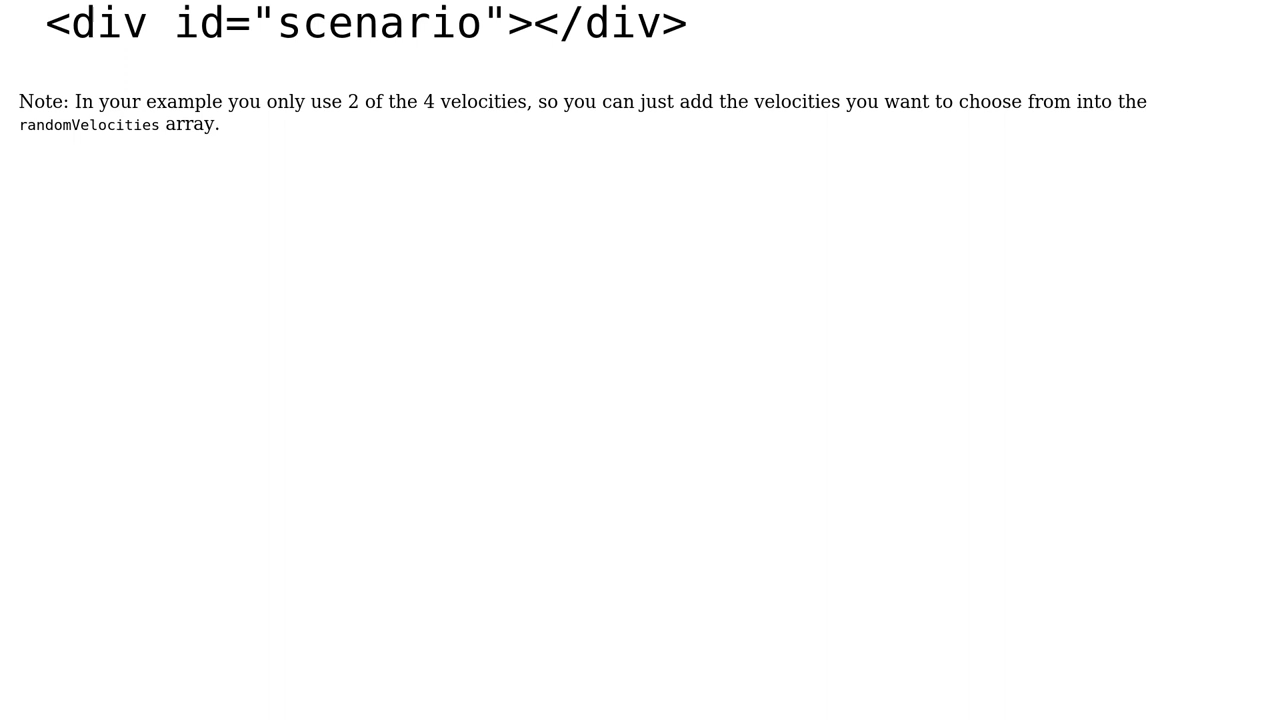 <div id="scenario"></div>
Note: In your example you only use 2 of the 4 velocities, so you can just add the velocities you want to choose from into the
randomVelocities array.